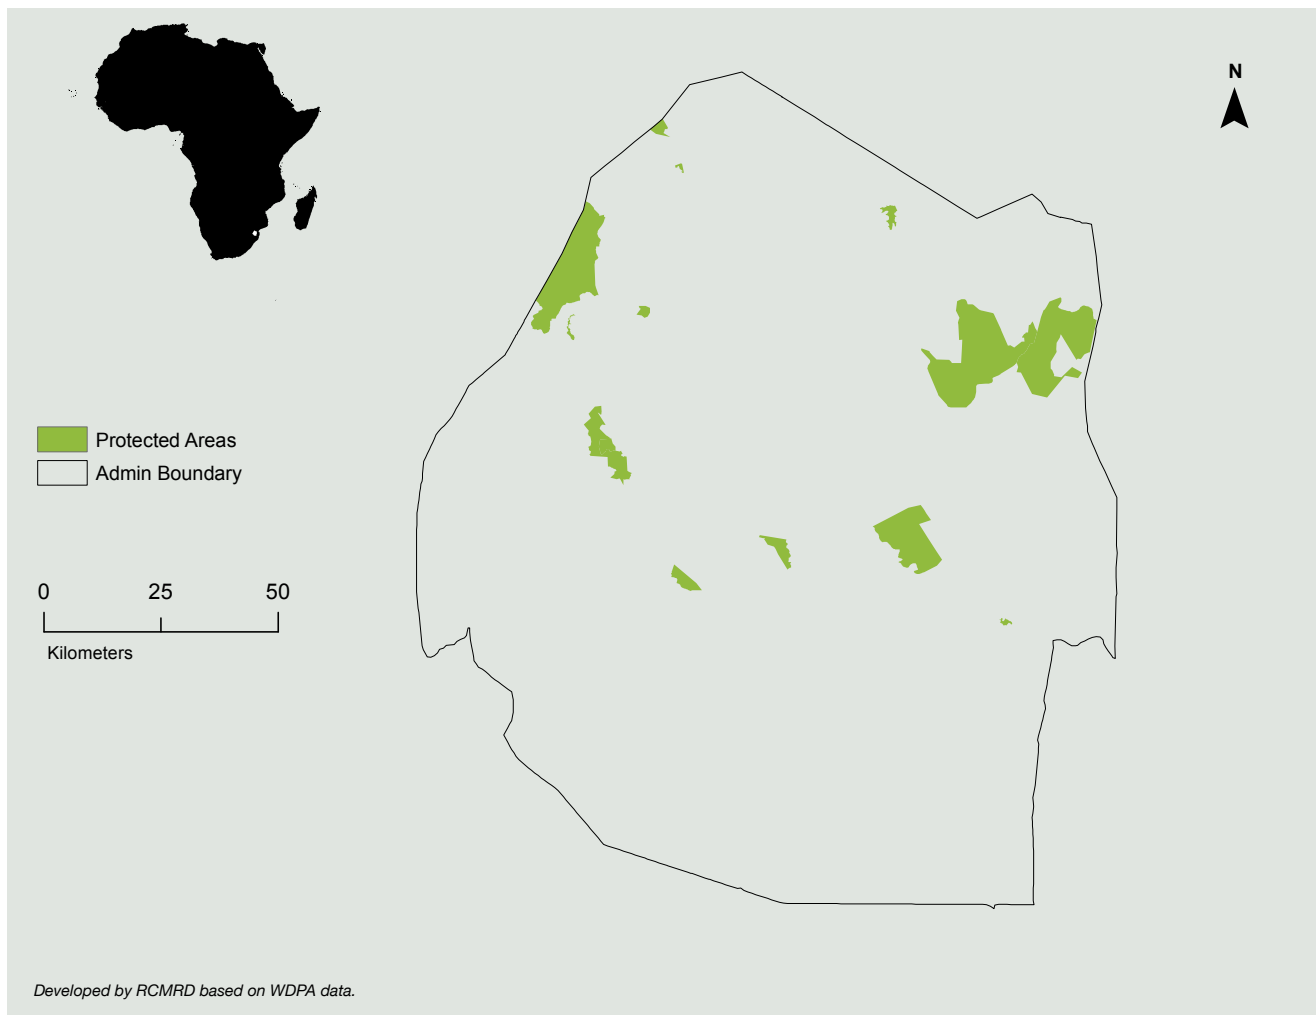 N
Protected Areas
Admin Boundary
0 25 50
Kilometers
Developed by RCMRD based on WDPA data.